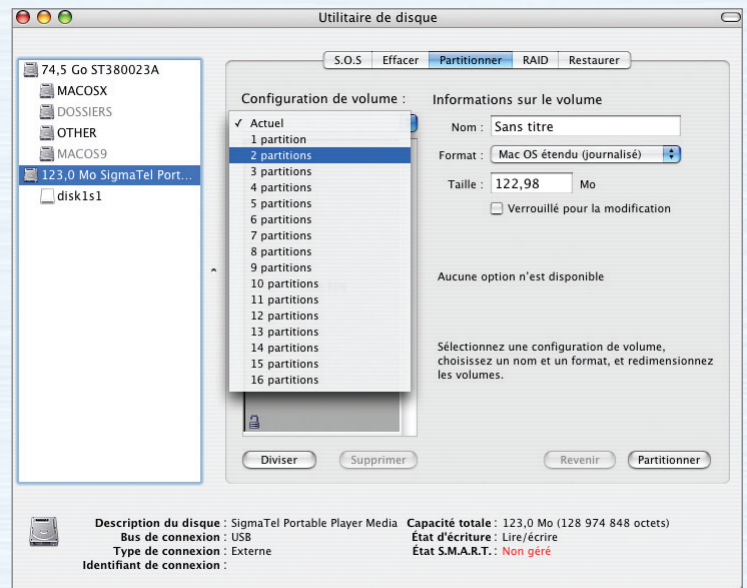 Utilitaire de disque
74,5 Go ST380023A
MACOSX
DOSSIERS
OTHER
MACOS9
123,0 Mo SigmaTel Port...
disk1s1
S.O.S Effacer Partitionner RAID Restaurer
Configuration de volume :
✓ Actuel
1 partition
2 partitions
3 partitions
4 partitions
5 partitions
6 partitions
7 partitions
8 partitions
9 partitions
10 partitions
11 partitions
12 partitions
13 partitions
14 partitions
15 partitions
16 partitions
Informations sur le volume
Nom : Sans titre
Format : Mac OS étendu (journalisé)
Taille : 122,98 Mo
Verrouillé pour la modification
Aucune option n'est disponible
Sélectionnez une configuration de volume,
choisissez un nom et un format, et redimensionnez
les volumes.
Diviser Supprimer Revenir Partitionner
Description du disque : SigmaTel Portable Player Media
Bus de connexion : USB
Type de connexion : Externe
Identifiant de connexion :
Capacité totale : 123,0 Mo (128 974 848 octets)
État d'écriture : Lire/écrire
État S.M.A.R.T. : Non géré